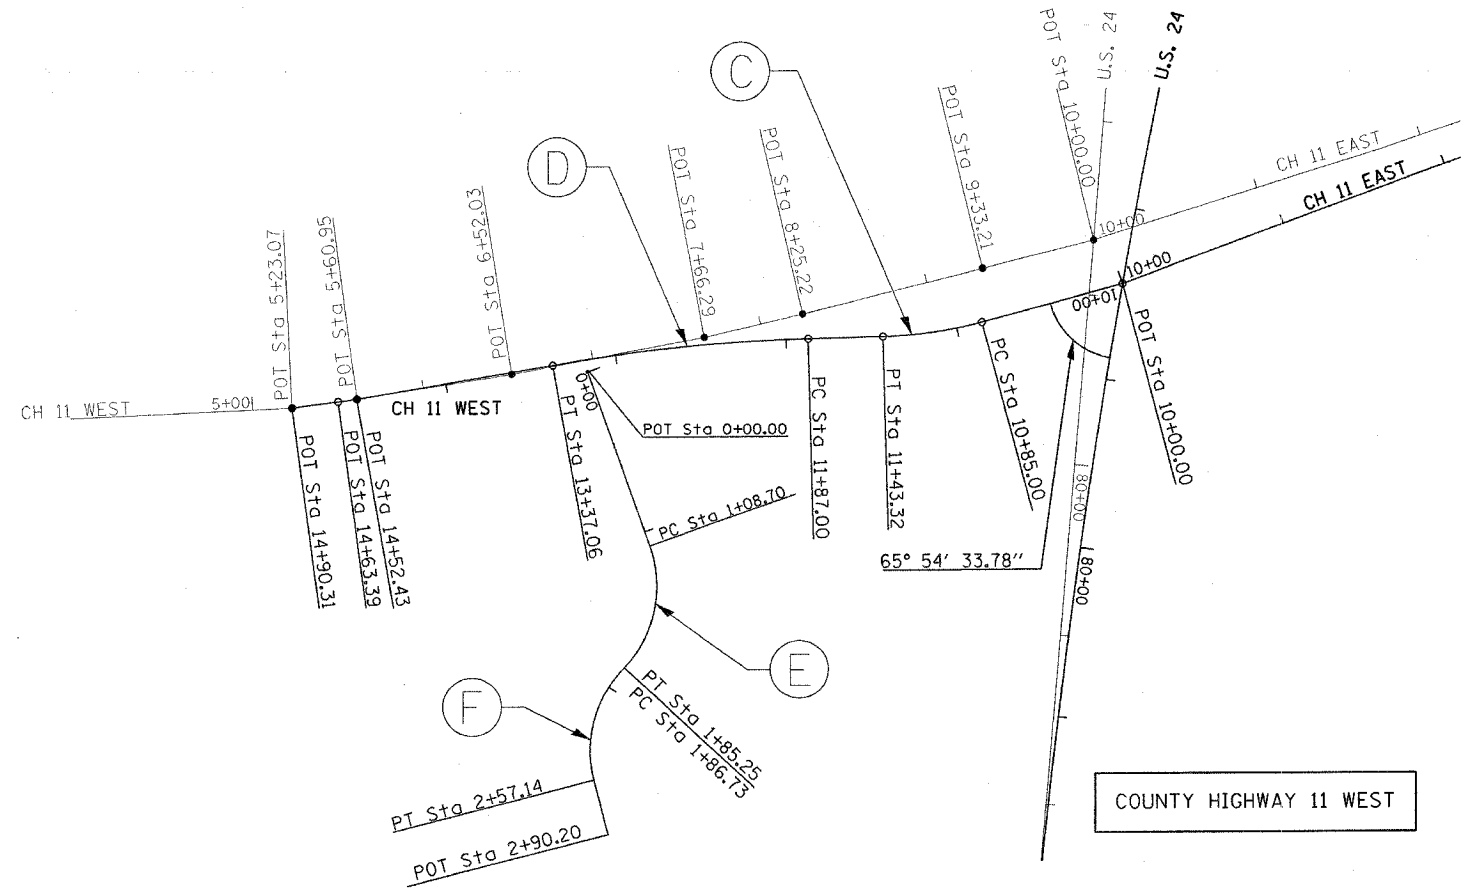 U.S. 24
U.S. 24
POT Sta 10+00.00
C
POT Sta 9+33.21
POT Sta 8+25.22
POT Sta 7+66.29
D
POT Sta 6+52.03
POT Sta 5+60.95
POT Sta 5+23.07
CH 11 EAST
CH 11 EAST
10+00
10+00
10+00
CH 11 WEST
5+00
CH 11 WEST
0+00
POT Sta 0+00.00
POT Sta 14+90.31
POT Sta 14+63.39
POT Sta 14+52.43
PT Sta 13+37.06
PC Sta 11+87.00
PT Sta 11+43.32
PC Sta 10+85.00
POT Sta 10+00.00
PC Sta 1+08.70
65° 54' 33.78"
180+00
180+00
E
F
PT Sta 1+85.25
PC Sta 1+86.73
PT Sta 2+57.14
POT Sta 2+90.20
COUNTY HIGHWAY 11 WEST